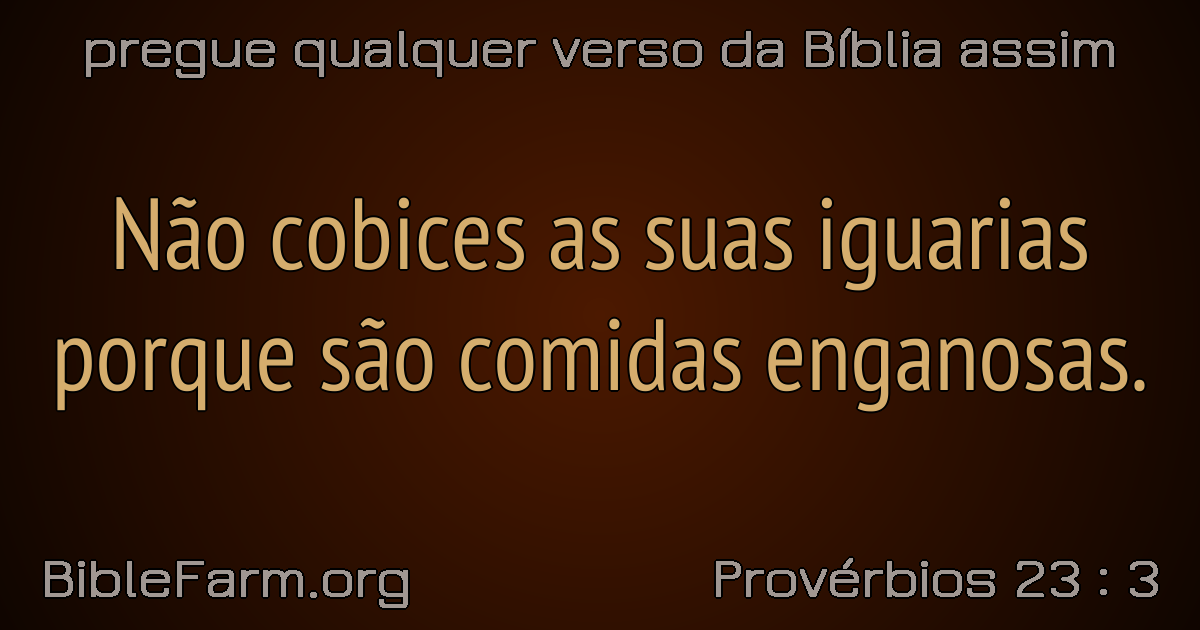 pregue qualquer verso da Bíblia assim
Não cobices as suas iguarias
porque são comidas enganosas.
BibleFarm.org
Provérbios 23 : 3